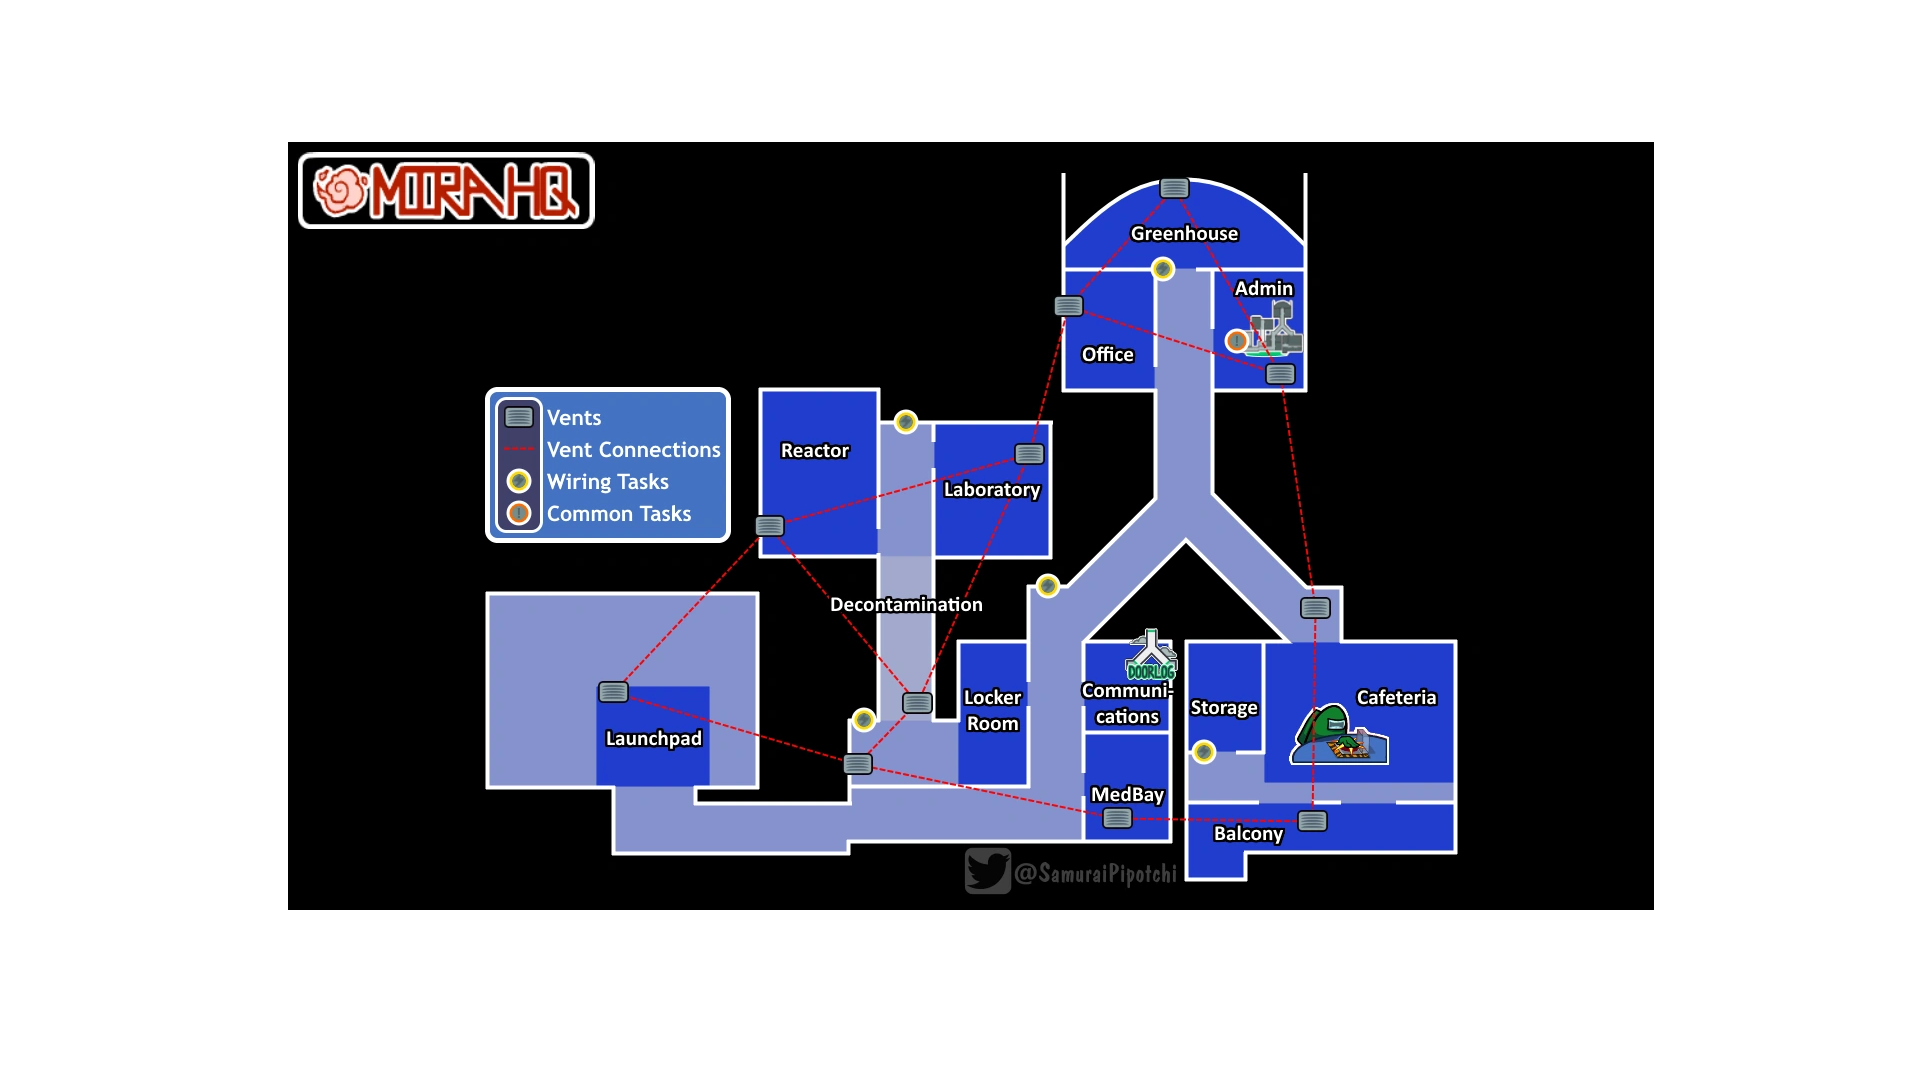 MIRA HQ
Greenhouse
Admin
Office
Vents
Vent Connections
Wiring Tasks
Common Tasks
Reactor
Laboratory
Decontamination
Locker
Room
Communi-
cations
DOORLOG
Storage
Cafeteria
Launchpad
MedBay
Balcony
@SamuraiPipotchi